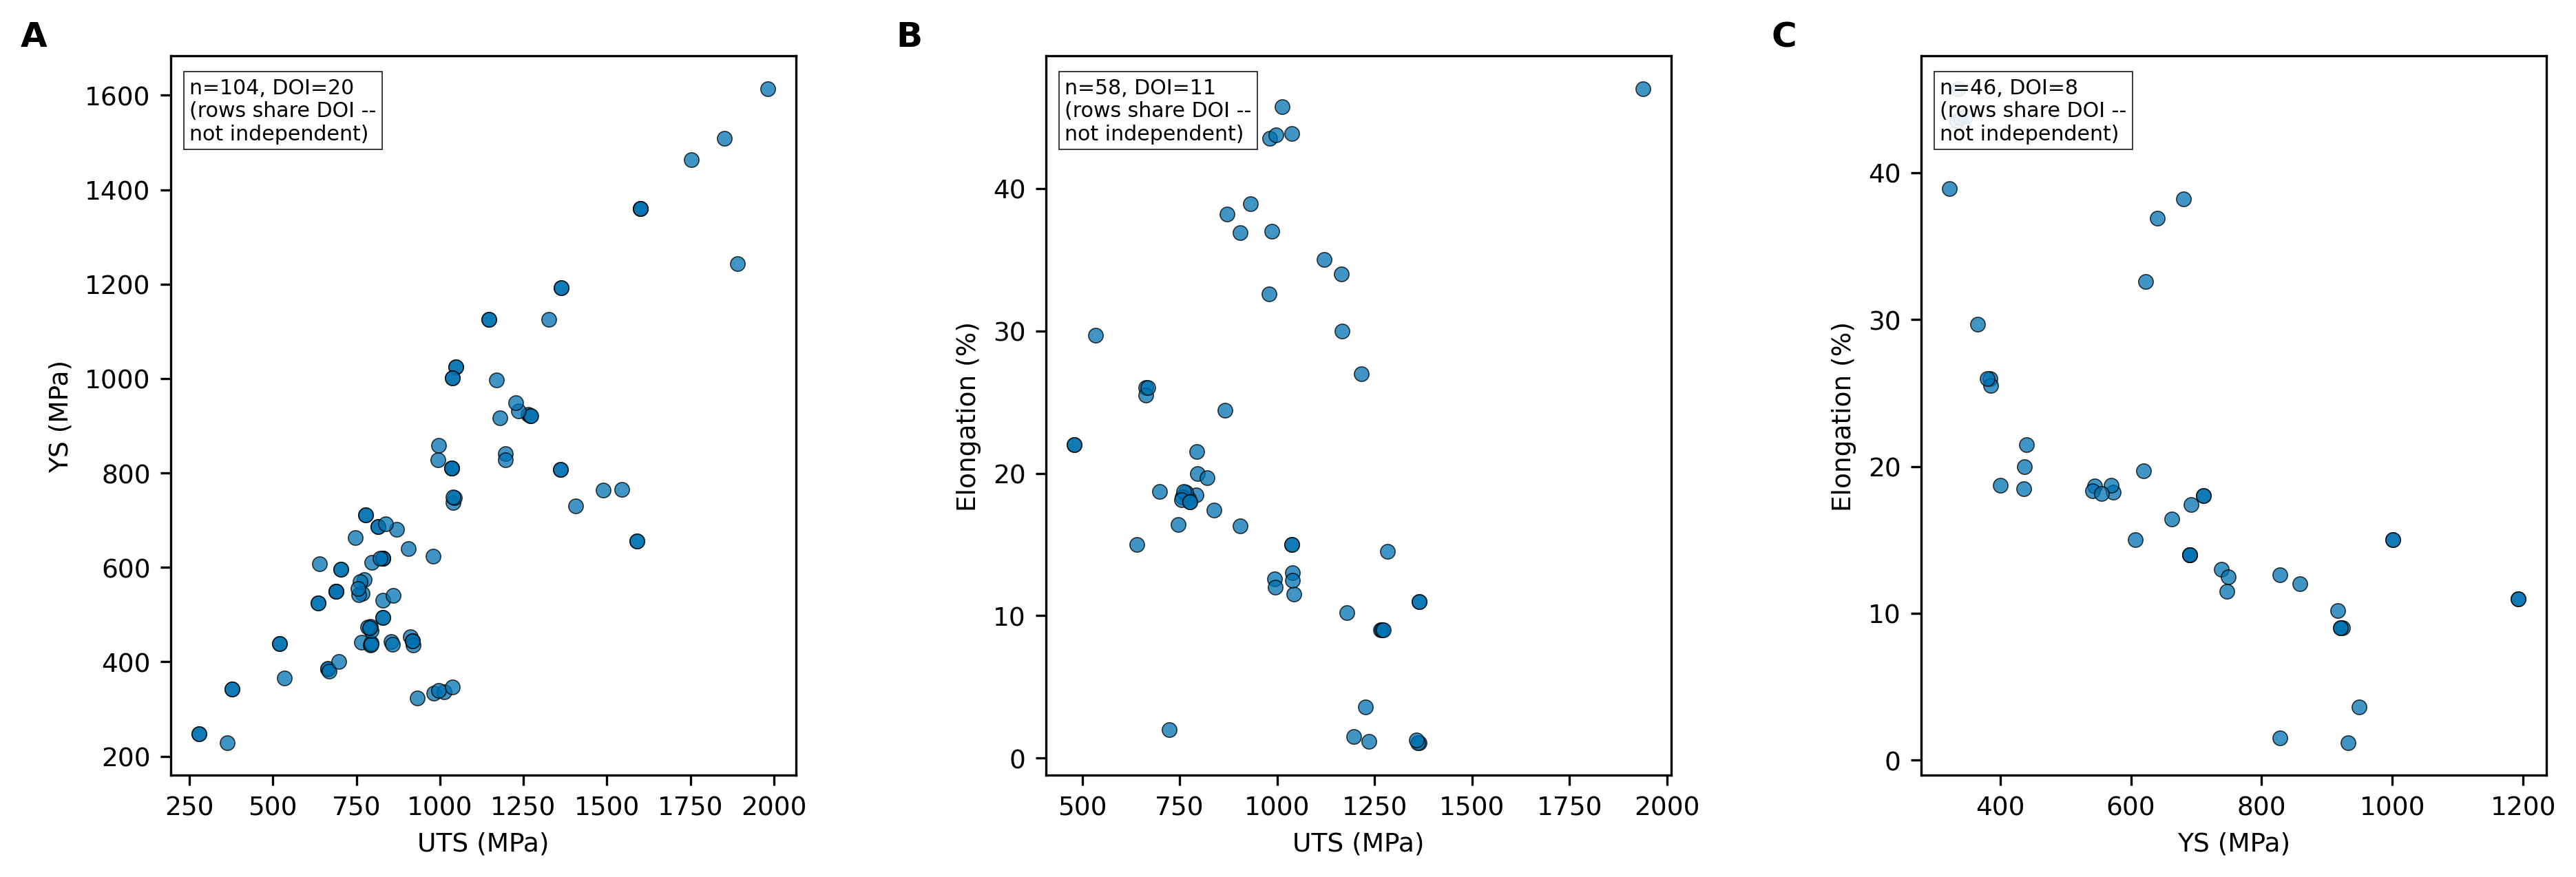 A
n=104, DOI=20
(rows share DOI --
not independent)
1600
1400
1200
1000
800
600
400
200
YS (MPa)
250 500 750 1000 1250 1500 1750 2000
UTS (MPa)
B
n=58, DOI=11
(rows share DOI --
not independent)
40
30
20
10
0
Elongation (%)
500 750 1000 1250 1500 1750 2000
UTS (MPa)
C
n=46, DOI=8
(rows share DOI --
not independent)
40
30
20
10
0
Elongation (%)
400 600 800 1000 1200
YS (MPa)